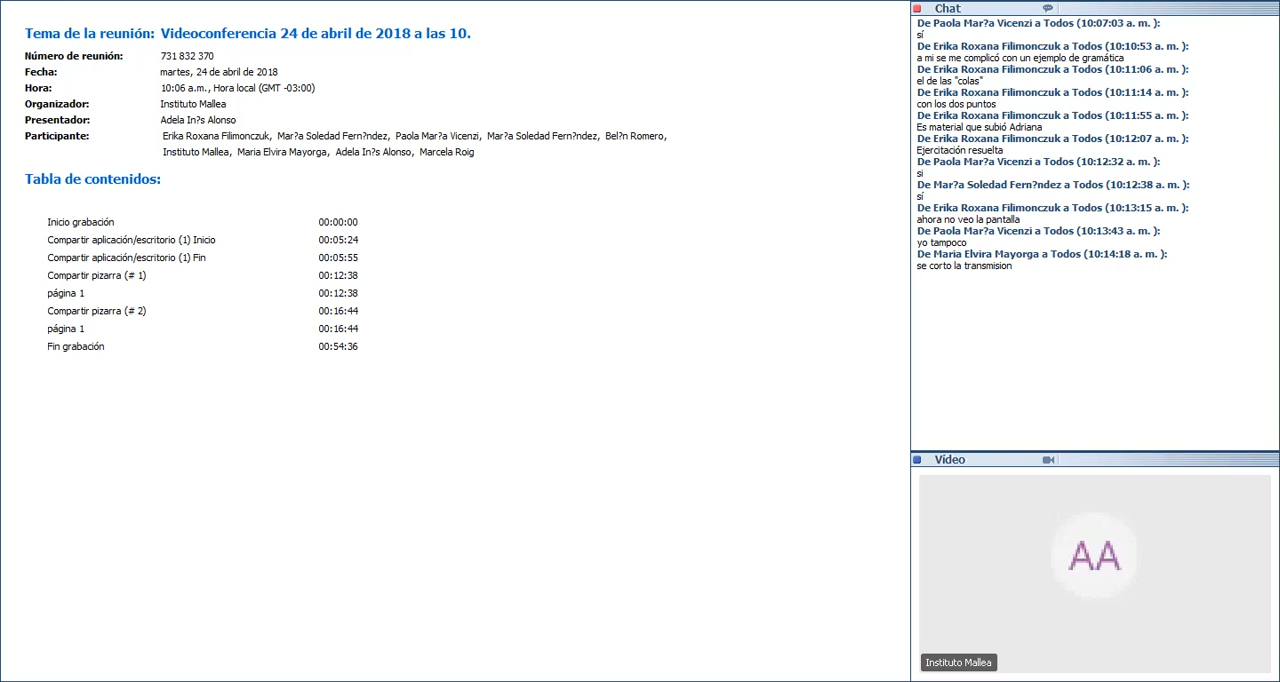 Tema de la reunión: Videoconferencia 24 de abril de 2018 a las 10.
Número de reunión: 731 832 370
Fecha: martes, 24 de abril de 2018
Hora: 10:06 a.m., Hora local (GMT -03:00)
Organizador: Instituto Mallea
Presentador: Adela In?s Alonso
Participante: Erika Roxana Filimonczuk, Mar?a Soledad Fern?ndez, Paola Mar?a Vicenzi, Mar?a Soledad Fern?ndez, Bel?n Romero,
Instituto Mallea, Maria Elvira Mayorga, Adela In?s Alonso, Marcela Roig
Tabla de contenidos:
Inicio grabación 00:00:00
Compartir aplicación/escritorio (1) Inicio 00:05:24
Compartir aplicación/escritorio (1) Fin 00:05:55
Compartir pizarra (# 1) 00:12:38
página 1 00:12:38
Compartir pizarra (# 2) 00:16:44
página 1 00:16:44
Fin grabación 00:54:36
Chat
De Paola Mar?a Vicenzi a Todos (10:07:03 a. m. ):
sí
De Erika Roxana Filimonczuk a Todos (10:10:53 a. m. ):
a mi se me complicó con un ejemplo de gramática
De Erika Roxana Filimonczuk a Todos (10:11:06 a. m. ):
el de las "colas"
De Erika Roxana Filimonczuk a Todos (10:11:14 a. m. ):
con los dos puntos
De Erika Roxana Filimonczuk a Todos (10:11:55 a. m. ):
Es material que subió Adriana
De Erika Roxana Filimonczuk a Todos (10:12:07 a. m. ):
Ejercitación resuelta
De Paola Mar?a Vicenzi a Todos (10:12:32 a. m. ):
si
De Mar?a Soledad Fern?ndez a Todos (10:12:38 a. m. ):
sí
De Erika Roxana Filimonczuk a Todos (10:13:15 a. m. ):
ahora no veo la pantalla
De Paola Mar?a Vicenzi a Todos (10:13:43 a. m. ):
yo tampoco
De Maria Elvira Mayorga a Todos (10:14:18 a. m. ):
se corto la transmision
Vídeo
AA
Instituto Mallea